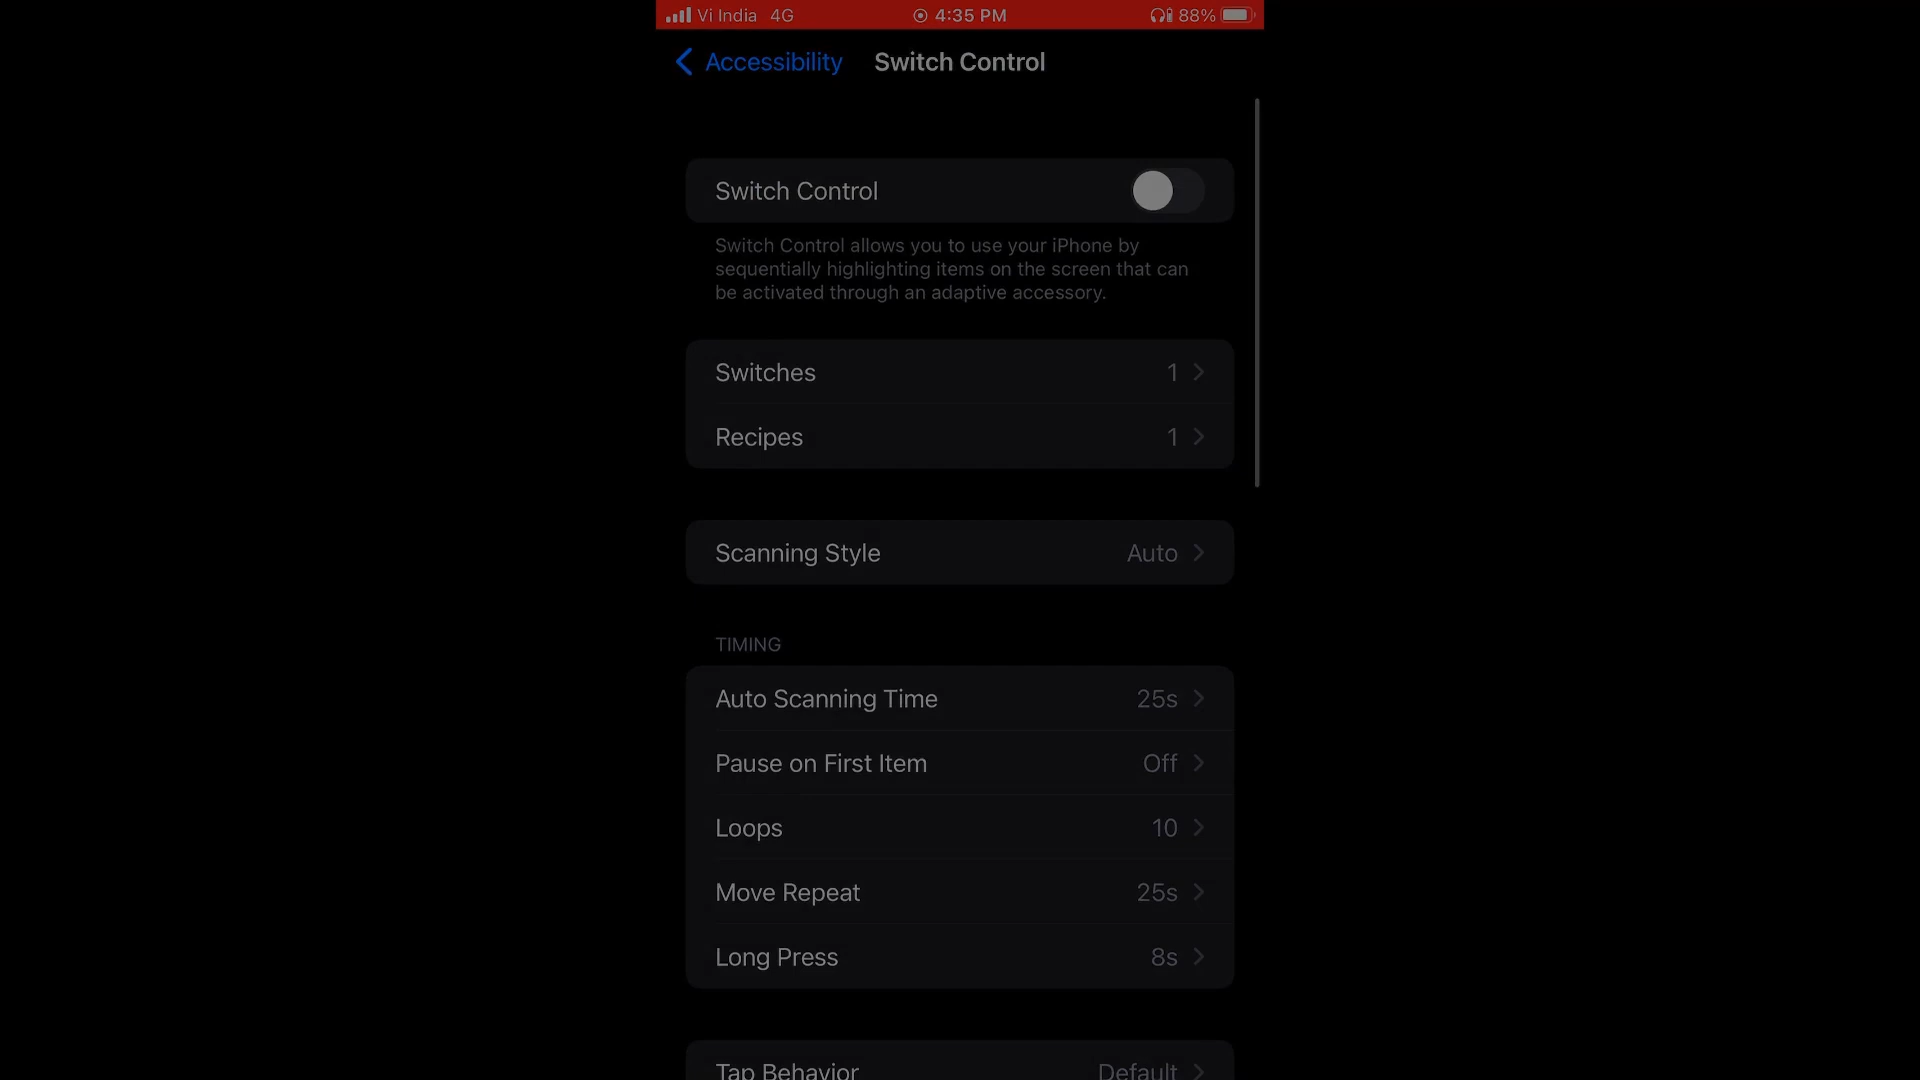 Vi India 4G 4:35 PM 88%
Accessibility Switch Control
Switch Control
Switch Control allows you to use your iPhone by
sequentially highlighting items on the screen that can
be activated through an adaptive accessory.
Switches 1
Recipes 1
Scanning Style Auto
TIMING
Auto Scanning Time 25s
Pause on First Item Off
Loops 10
Move Repeat 25s
Long Press 8s
Tap Behavior Default